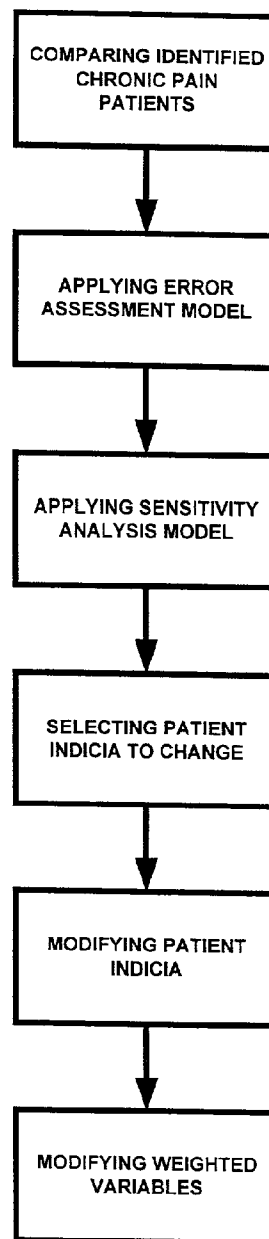 COMPARING IDENTIFIED
CHRONIC PAIN
PATIENTS
APPLYING ERROR
ASSESSMENT MODEL
APPLYING SENSITIVITY
ANALYSIS MODEL
SELECTING PATIENT
INDICIA TO CHANGE
MODIFYING PATIENT
INDICIA
MODIFYING WEIGHTED
VARIABLES